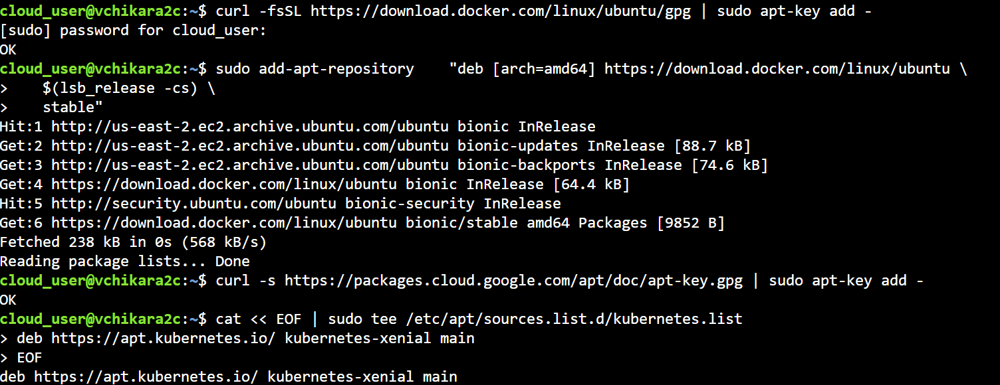 cloud_user@vchikara2c:~$ curl -fsSL https://download.docker.com/linux/ubuntu/gpg | sudo apt-key add -
[sudo] password for cloud_user:
OK
cloud_user@vchikara2c:~$ sudo add-apt-repository    "deb [arch=amd64] https://download.docker.com/linux/ubuntu \
>    $(lsb_release -cs) \
>    stable"
Hit:1 http://us-east-2.ec2.archive.ubuntu.com/ubuntu bionic InRelease
Get:2 http://us-east-2.ec2.archive.ubuntu.com/ubuntu bionic-updates InRelease [88.7 kB]
Get:3 http://us-east-2.ec2.archive.ubuntu.com/ubuntu bionic-backports InRelease [74.6 kB]
Get:4 https://download.docker.com/linux/ubuntu bionic InRelease [64.4 kB]
Hit:5 http://security.ubuntu.com/ubuntu bionic-security InRelease
Get:6 https://download.docker.com/linux/ubuntu bionic/stable amd64 Packages [9852 B]
Fetched 238 kB in 0s (568 kB/s)
Reading package lists... Done
cloud_user@vchikara2c:~$ curl -s https://packages.cloud.google.com/apt/doc/apt-key.gpg | sudo apt-key add -
OK
cloud_user@vchikara2c:~$ cat << EOF | sudo tee /etc/apt/sources.list.d/kubernetes.list
> deb https://apt.kubernetes.io/ kubernetes-xenial main
> EOF
deb https://apt.kubernetes.io/ kubernetes-xenial main